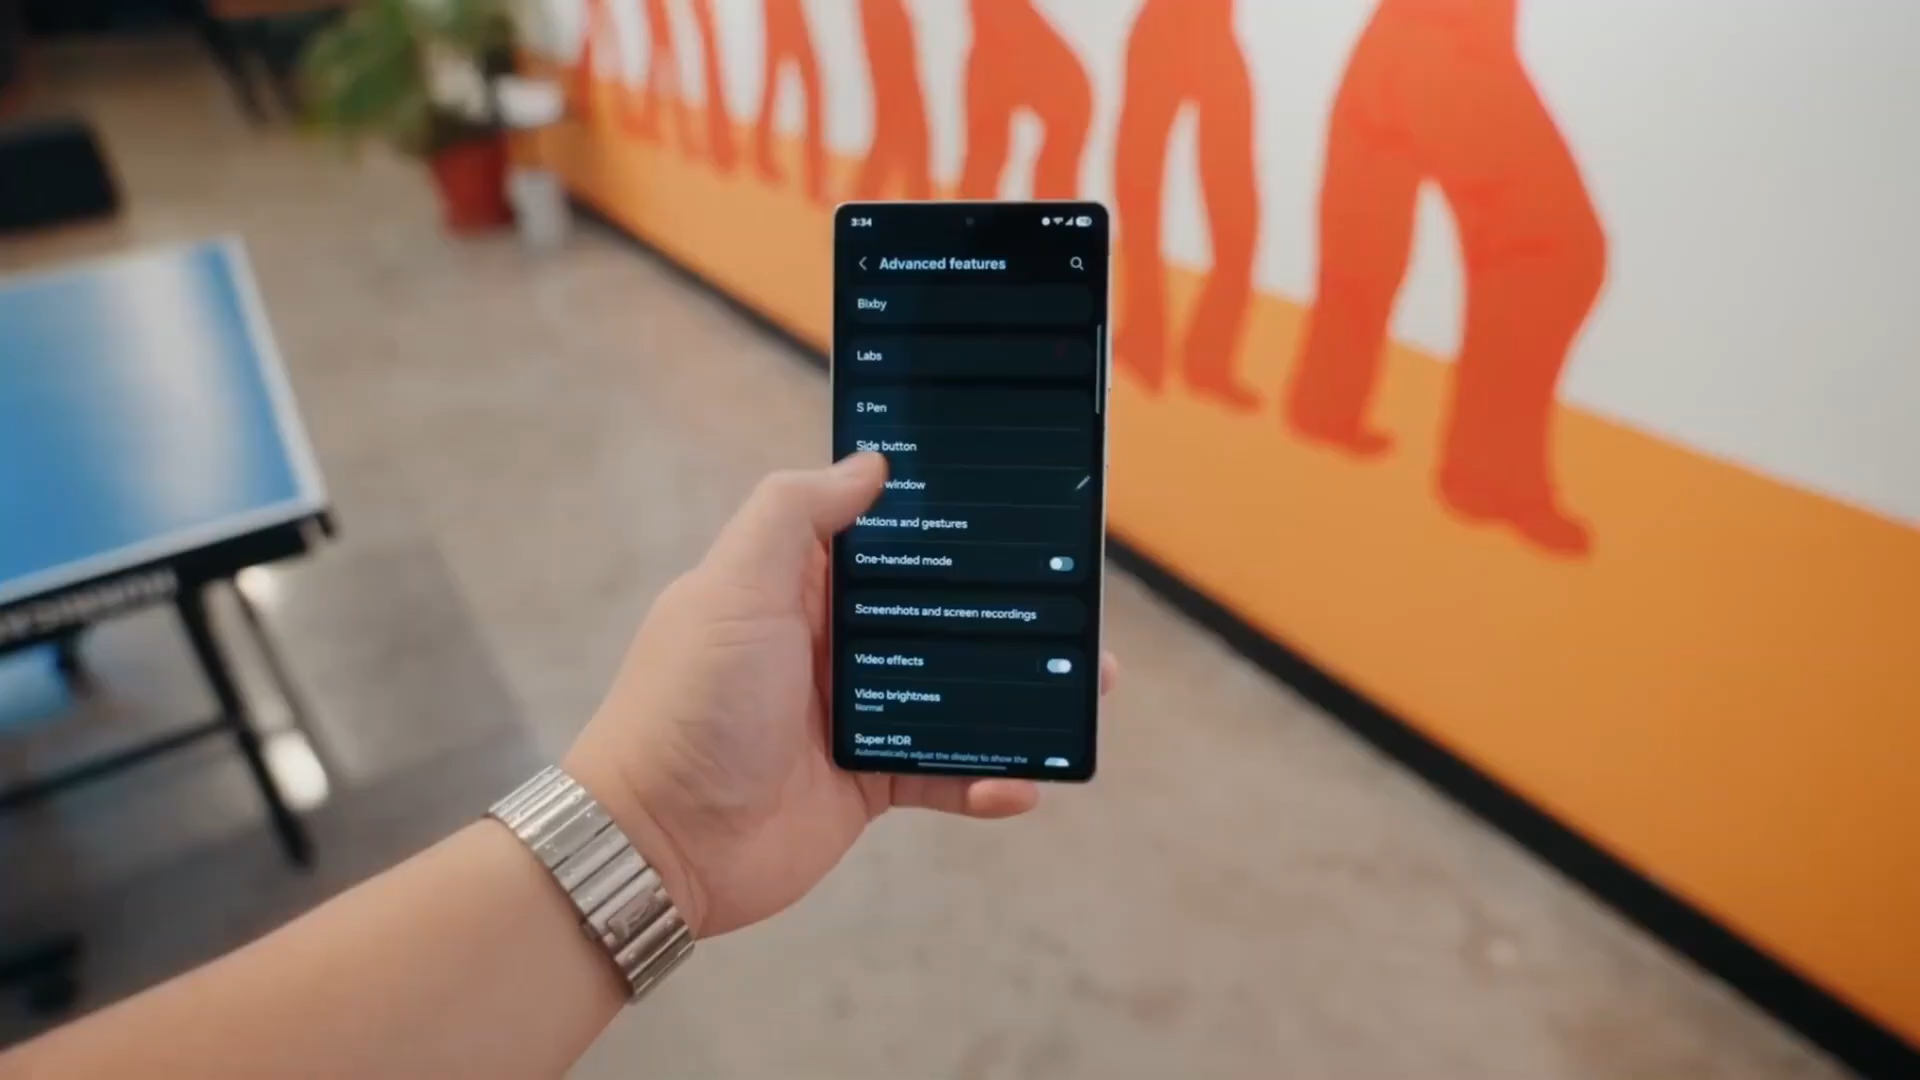 3:34
Advanced features
Bixby
Labs
S Pen
Side button
window
Motions and gestures
One-handed mode
Screenshots and screen recordings
Video effects
Video brightness
Normal
Super HDR
Automatically adjust the display to show the